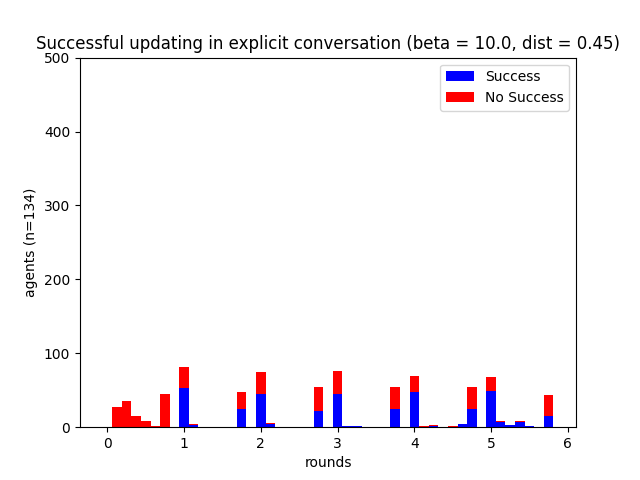 Successful updating in explicit conversation (beta = 10.0, dist = 0.45)
500
400
300
200
100
0
agents (n=134)
Success
No Success
0 1 2 3 4 5 6
rounds